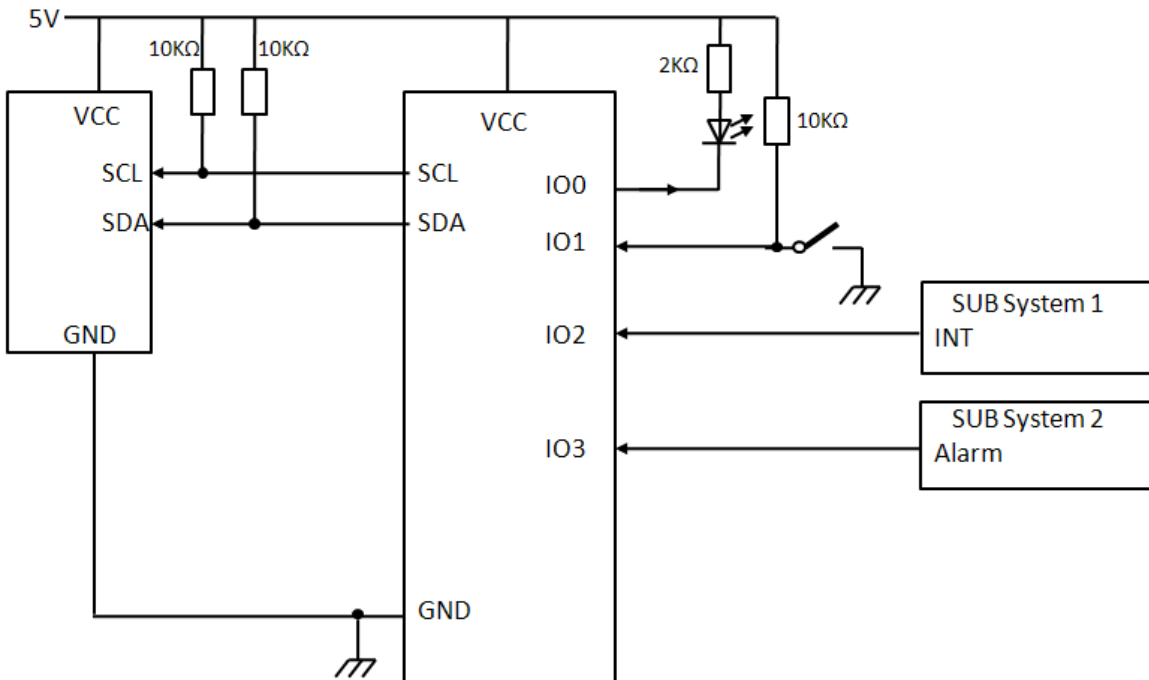 5V
10KΩ
10KΩ
2KΩ
10KΩ
VCC
VCC
SCL
SCL
IO0
SDA
SDA
IO1
SUB System 1
GND
IO2
INT
SUB System 2
IO3
Alarm
GND